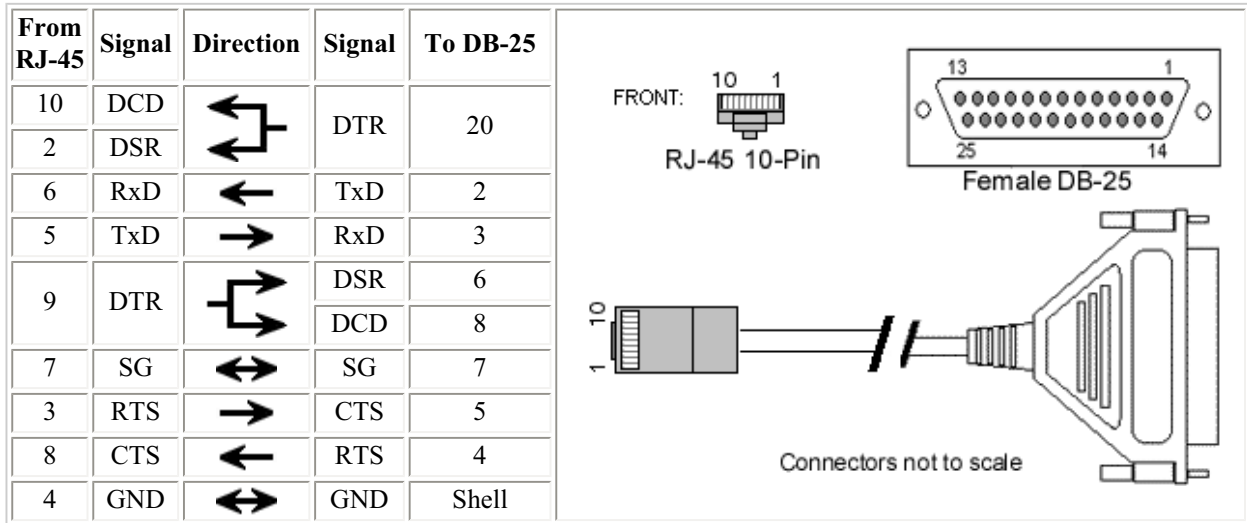 From RJ-45 Signal Direction Signal To DB-25
10 DCD DTR 20
2 DSR
6 RxD TxD 2
5 TxD RxD 3
9 DTR DSR 6
DCD 8
7 SG SG 7
3 RTS CTS 5
8 CTS RTS 4
4 GND GND Shell
FRONT:
10 1
RJ-45 10-Pin
13 1
25 14
Female DB-25
10
1
Connectors not to scale